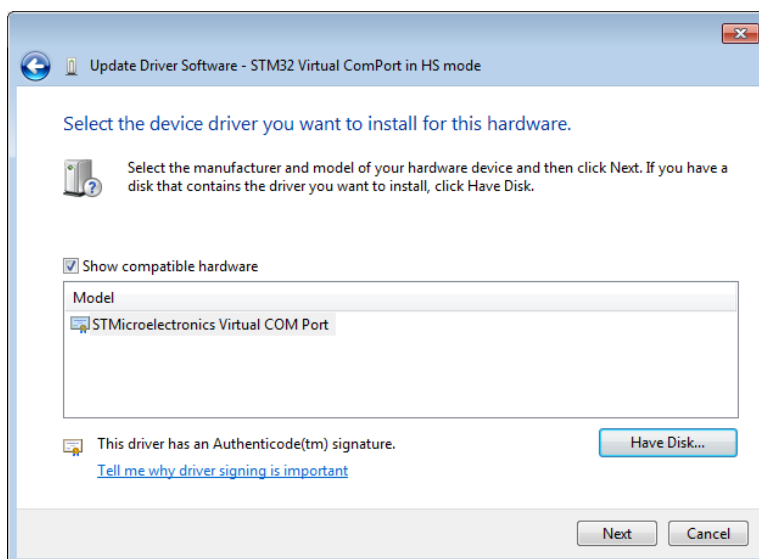 Update Driver Software - STM32 Virtual ComPort in HS mode
Select the device driver you want to install for this hardware.
Select the manufacturer and model of your hardware device and then click Next. If you have a
disk that contains the driver you want to install, click Have Disk.
Show compatible hardware
Model
STMicroelectronics Virtual COM Port
This driver has an Authenticode(tm) signature.
Have Disk...
Tell me why driver signing is important
Next
Cancel